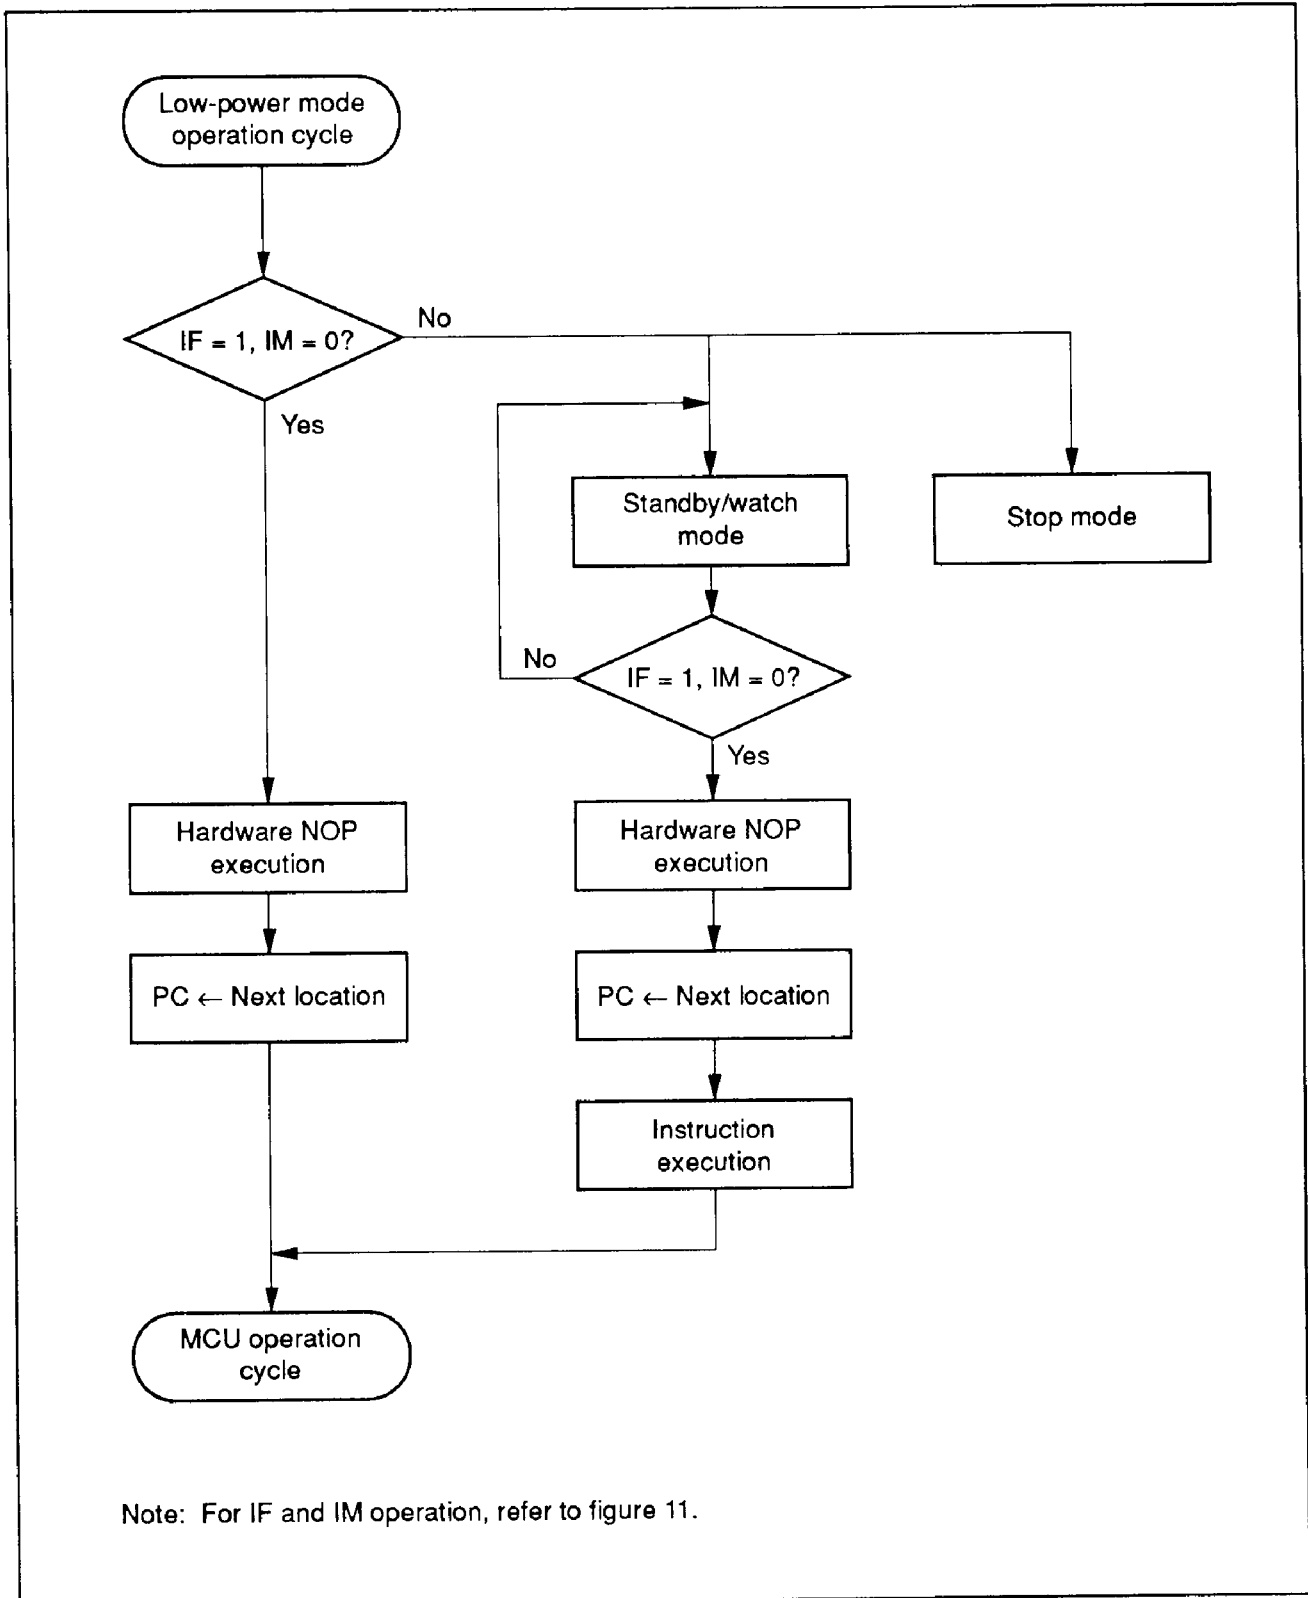 Low-power mode
operation cycle
IF = 1, IM = 0?
No
Yes
Standby/watch
mode
Stop mode
No
IF = 1, IM = 0?
Yes
Hardware NOP
execution
Hardware NOP
execution
PC ← Next location
PC ← Next location
Instruction
execution
MCU operation
cycle
Note: For IF and IM operation, refer to figure 11.